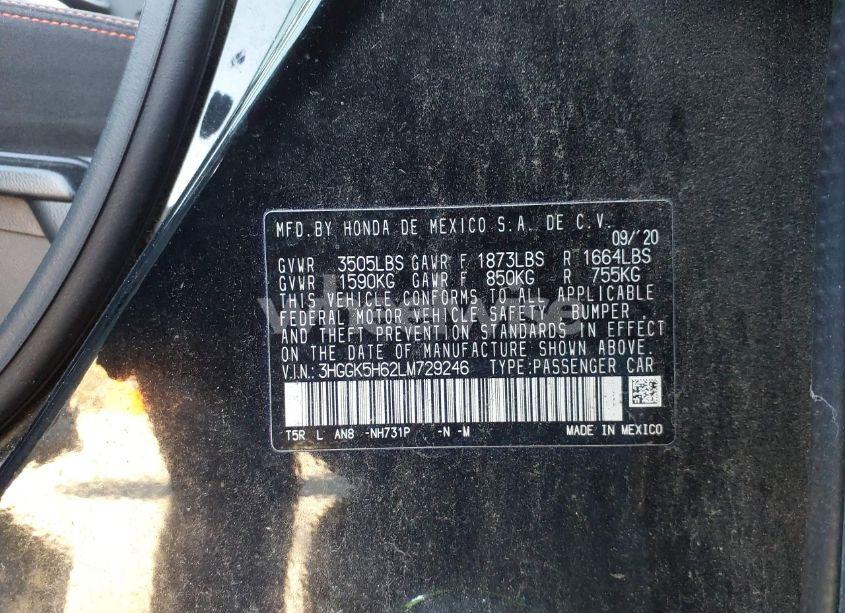 MFD. BY HONDA DE MEXICO S.A. DE C.V.
09/'20
GVWR 3505LBS GAWR F 1873LBS R 1664LBS
GVWR 1590KG GAWR F 850KG R 755KG
THIS VEHICLE CONFORMS TO ALL APPLICABLE
FEDERAL MOTOR VEHICLE SAFETY, BUMPER
AND THEFT PREVENTION STANDARDS IN EFFECT
ON THE DATE OF MANUFACTURE SHOWN ABOVE.
V.I.N.: 3HGGK5H62LM729246 TYPE:PASSENGER CAR
T5R L AN8 -NH731P -N -M MADE IN MEXICO